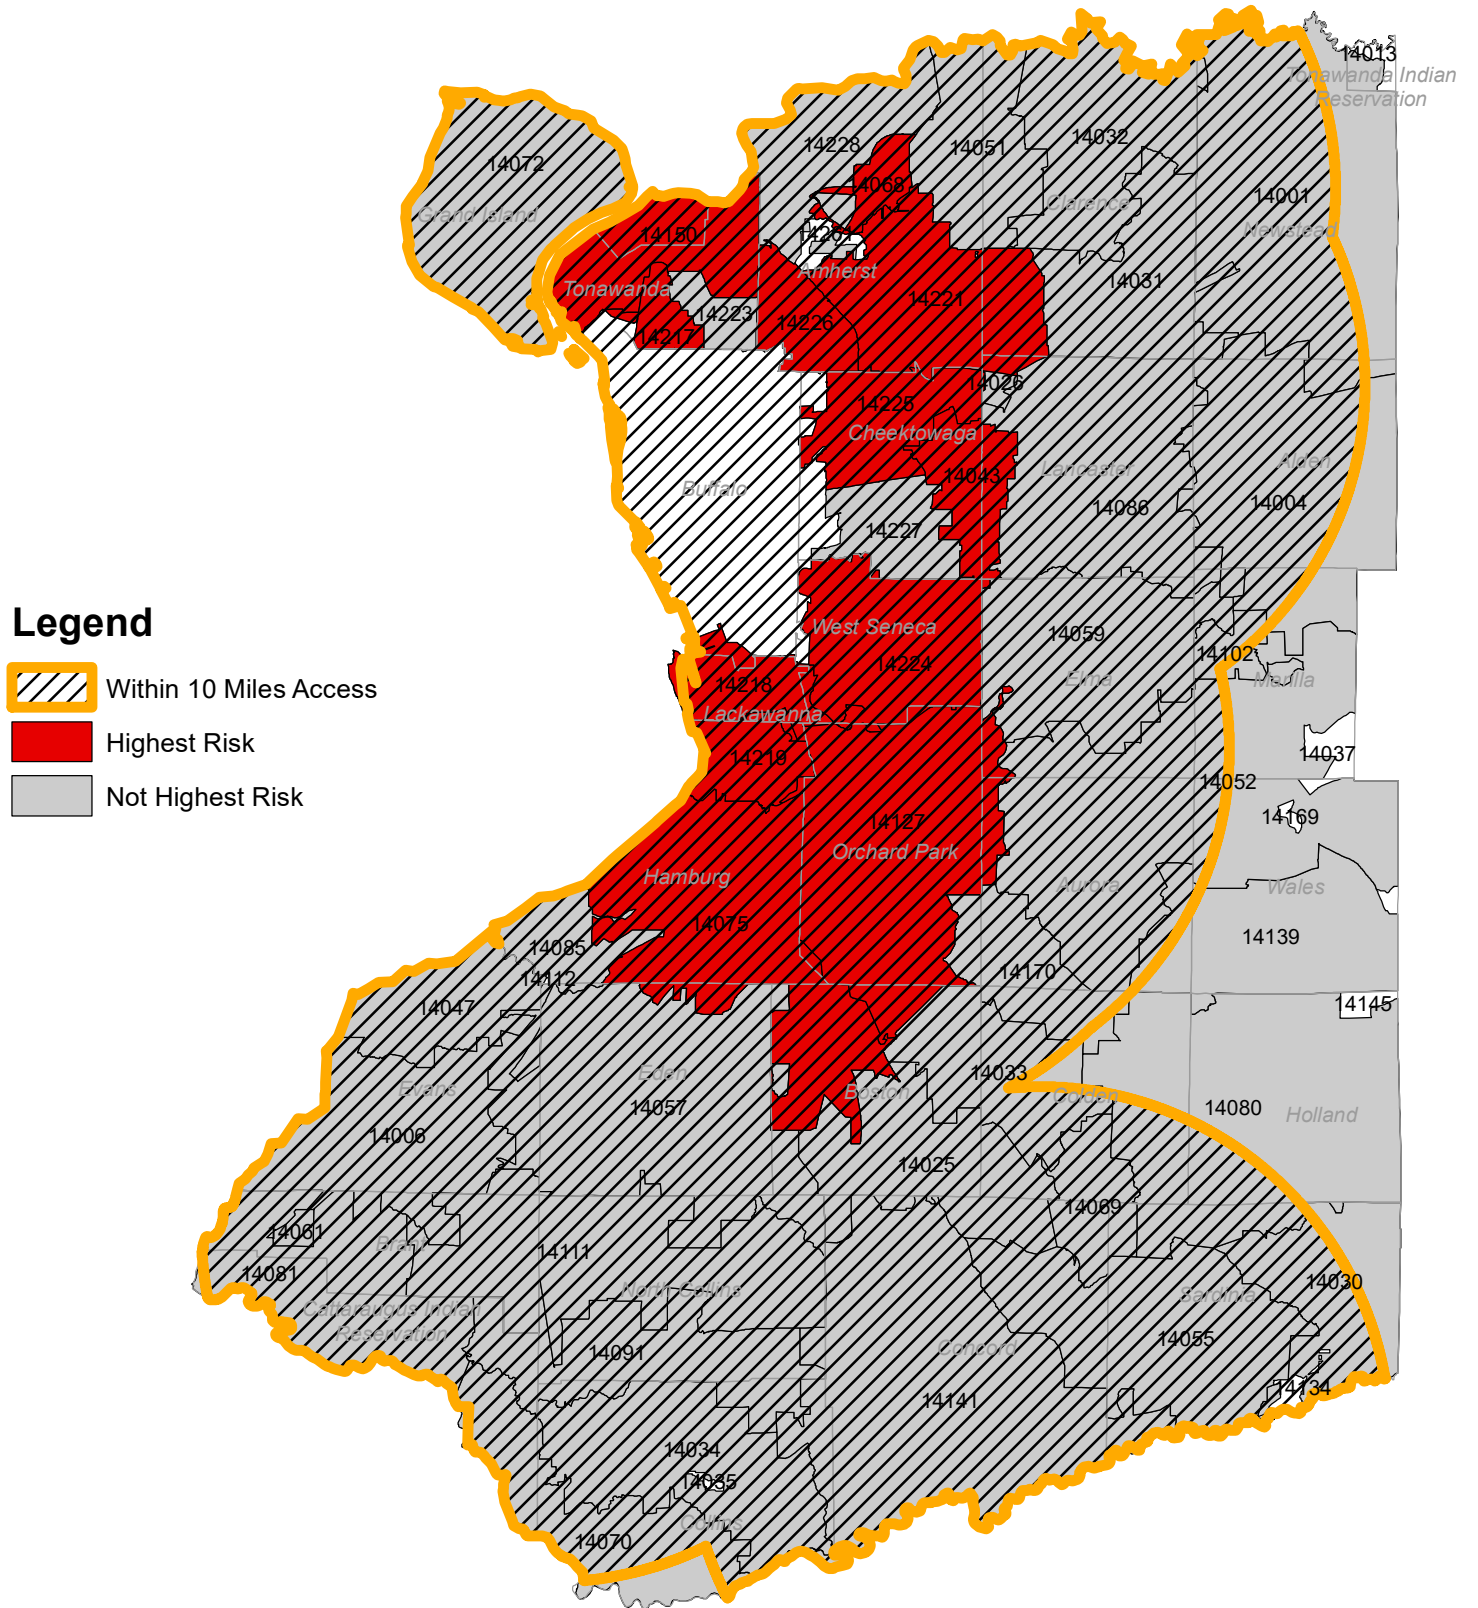 14013
Tonawanda Indian
Reservation
14228
14051
14032
14072
14068
14001
Clarence
Grand Island
Newstead
14150
14261
Amherst
14031
Tonawanda
14221
14223
14226
14217
14026
14225
Cheektowaga
Lancaster
Alden
14043
Buffalo
14086
14004
14227
Legend
West Seneca
14059
14102
14224
Elma
Marilla
Within 10 Miles Access
14218
Lackawanna
Highest Risk
14219
14037
14052
Not Highest Risk
14169
14127
Orchard Park
Hamburg
Aurora
Wales
14075
14085
14139
14112
14170
14047
14145
Eden
14033
Evans
Boston
Colden
14057
14080
Holland
14006
14025
14069
14061
Brant
14111
14081
North Collins
14030
Cattaraugus Indian
Reservation
Sardinia
14055
14091
Concord
14134
14141
14034
14035
Collins
14070